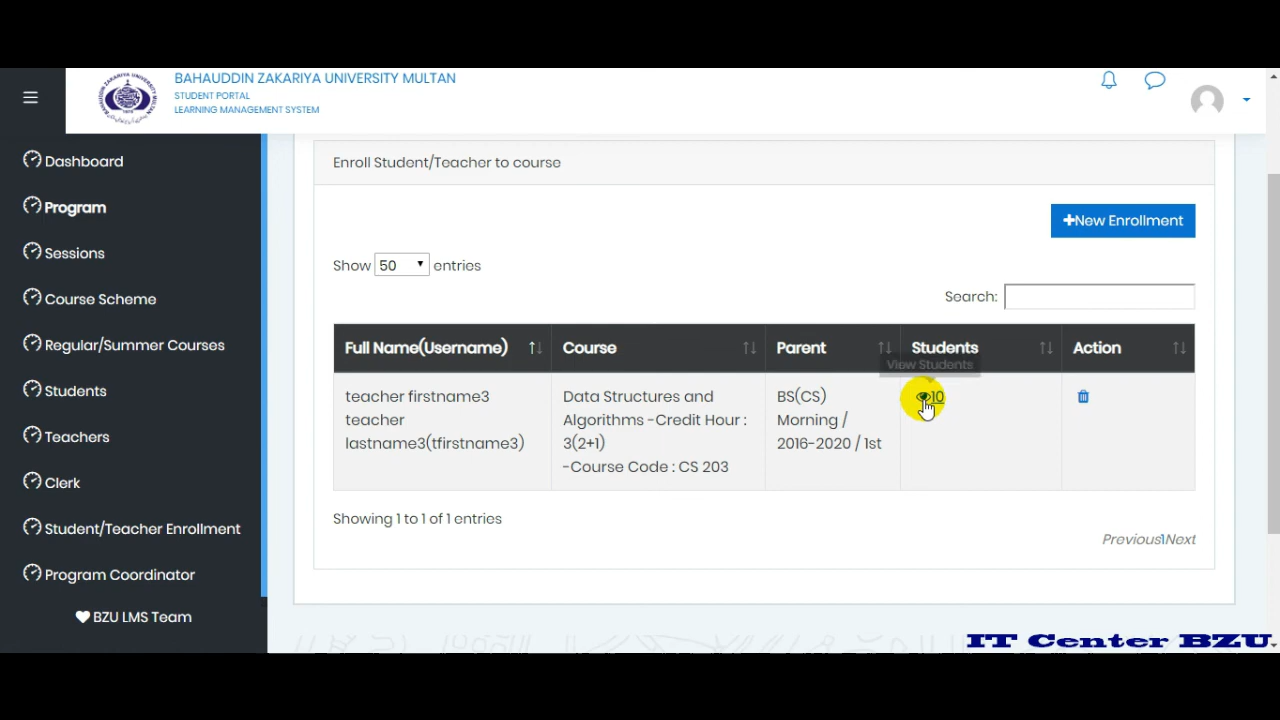 BAHAUDDIN ZAKARIYA UNIVERSITY MULTAN
STUDENT PORTAL
LEARNING MANAGEMENT SYSTEM
Dashboard
Program
Sessions
Course Scheme
Regular/Summer Courses
Students
Teachers
Clerk
Student/Teacher Enrollment
Program Coordinator
BZU LMS Team
Enroll Student/Teacher to course
+New Enrollment
Show 50 entries
Search:
Full Name(Username) Course Parent Students Action
View Students
teacher firstname3
teacher
lastname3(tfirstname3)
Data Structures and
Algorithms -Credit Hour :
3(2+1)
-Course Code : CS 203
BS(CS)
Morning /
2016-2020 / 1st
10
Showing 1 to 1 of 1 entries
Previous1Next
IT Center BZU